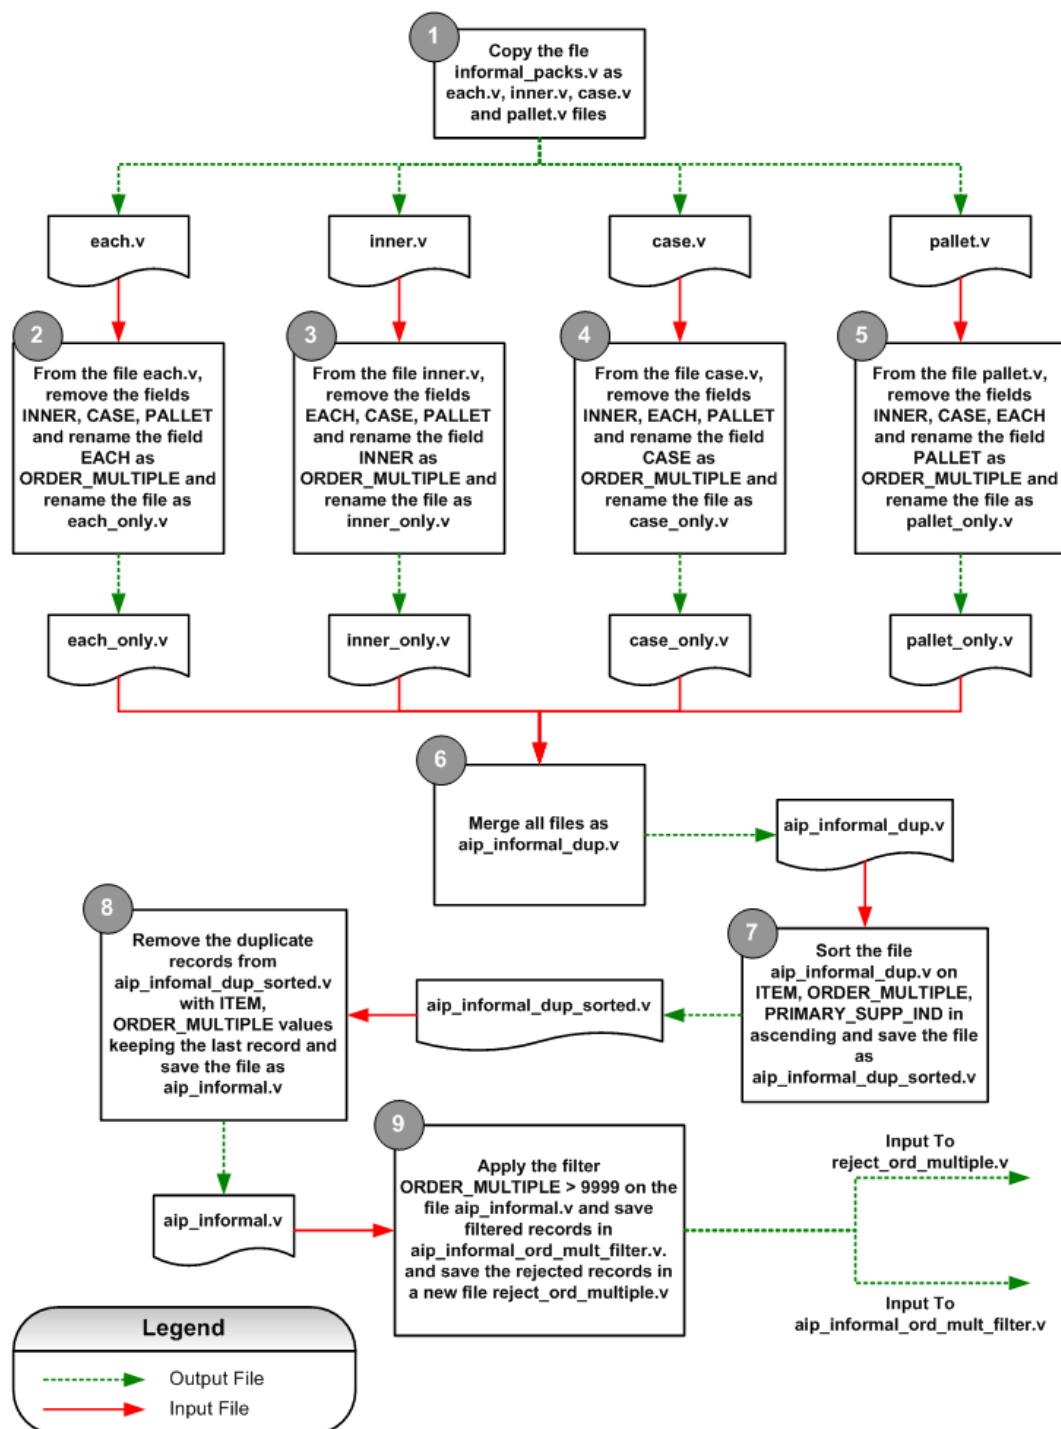 1
Copy the fle
informal_packs.v as
each.v, inner.v, case.v
and pallet.v files
each.v
inner.v
case.v
pallet.v
2
From the file each.v,
remove the fields
INNER, CASE, PALLET
and rename the field
EACH as
ORDER_MULTIPLE and
rename the file as
each_only.v
3
From the file inner.v,
remove the fields
EACH, CASE, PALLET
and rename the field
INNER as
ORDER_MULTIPLE and
rename the file as
inner_only.v
4
From the file case.v,
remove the fields
INNER, EACH, PALLET
and rename the field
CASE as
ORDER_MULTIPLE and
rename the file as
case_only.v
5
From the file pallet.v,
remove the fields
INNER, CASE, EACH
and rename the field
PALLET as
ORDER_MULTIPLE and
rename the file as
pallet_only.v
each_only.v
inner_only.v
case_only.v
pallet_only.v
6
Merge all files as
aip_informal_dup.v
aip_informal_dup.v
7
Sort the file
aip_informal_dup.v on
ITEM, ORDER_MULTIPLE,
PRIMARY_SUPP_IND in
ascending and save the file
as
aip_informal_dup_sorted.v
aip_informal_dup_sorted.v
8
Remove the duplicate
records from
aip_infomal_dup_sorted.v
with ITEM,
ORDER_MULTIPLE values
keeping the last record and
save the file as
aip_informal.v
aip_informal.v
9
Apply the filter
ORDER_MULTIPLE > 9999 on the
file aip_informal.v and save
filtered records in
aip_informal_ord_mult_filter.v.
and save the rejected records in
a new file reject_ord_multiple.v
Input To
reject_ord_multiple.v
Input To
aip_informal_ord_mult_filter.v
Legend
Output File
Input File